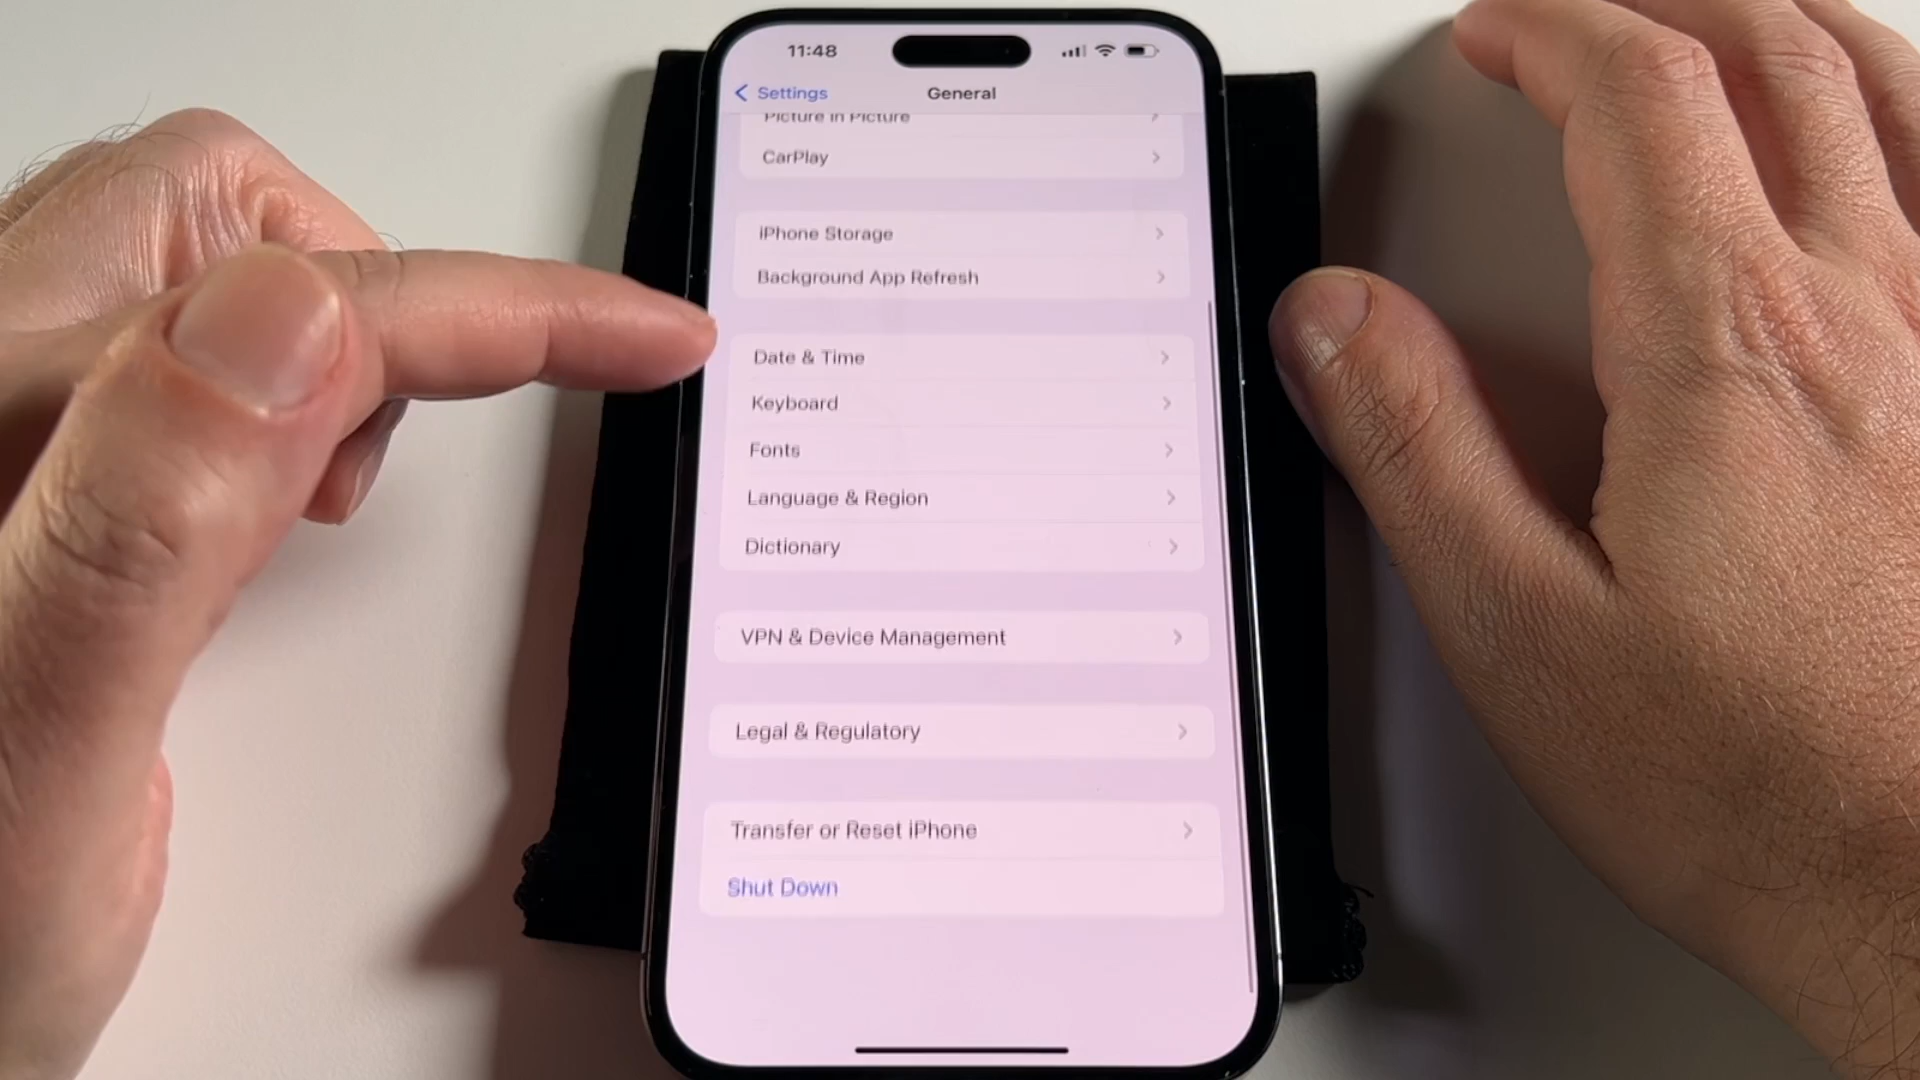 11:48
Settings
General
Picture in Picture
CarPlay
iPhone Storage
Background App Refresh
Date & Time
Keyboard
Fonts
Language & Region
Dictionary
VPN & Device Management
Legal & Regulatory
Transfer or Reset iPhone
Shut Down